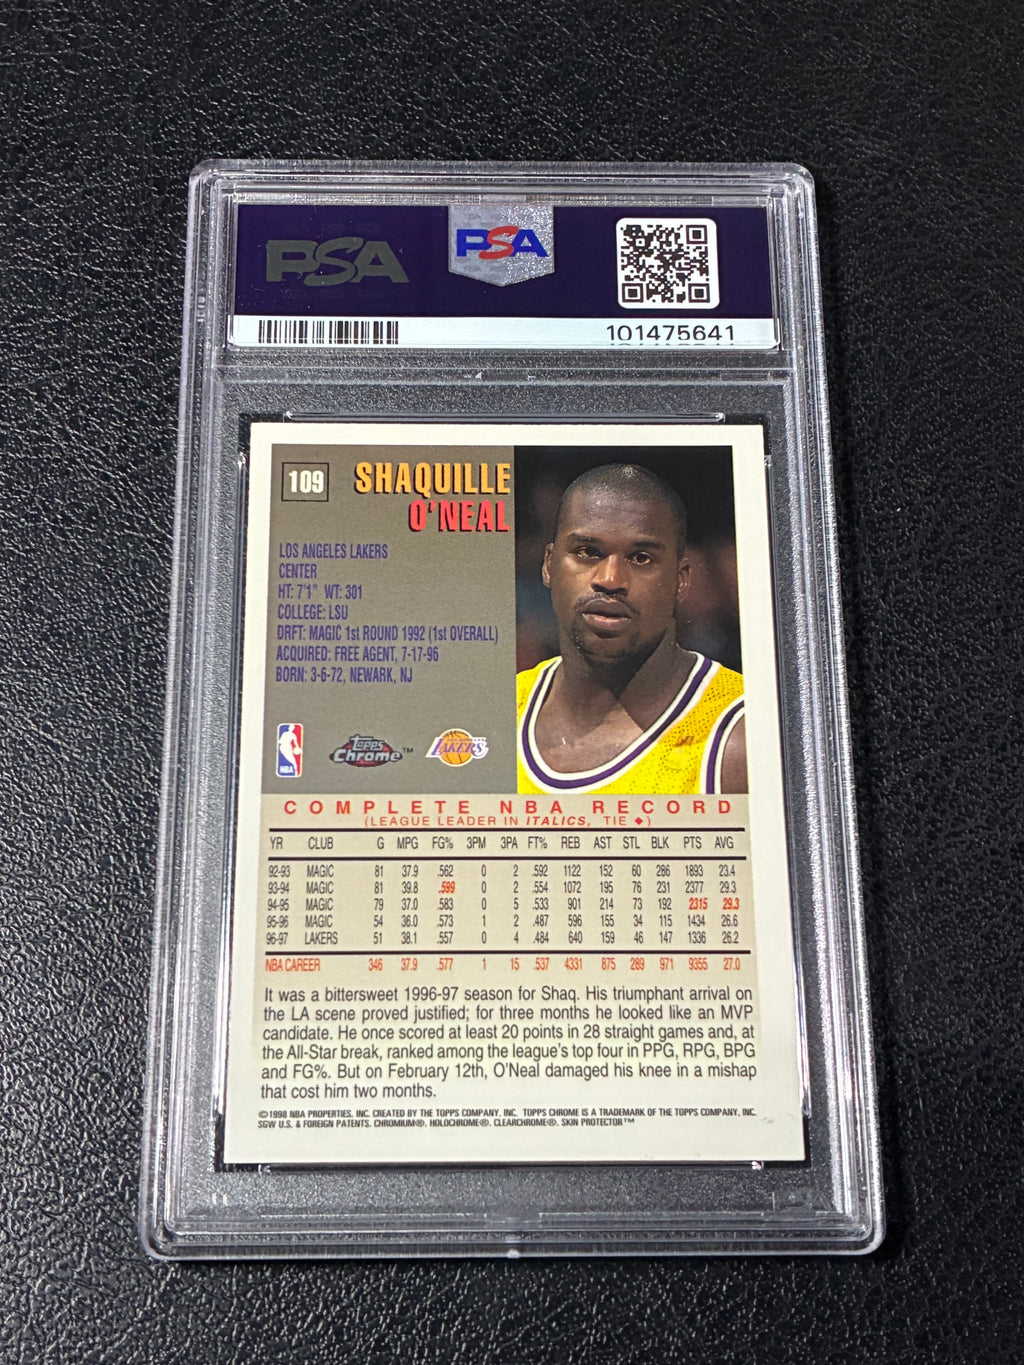 PSA
PSA
101475641
109
SHAQUILLE
O'NEAL
LOS ANGELES LAKERS
CENTER
HT: 7'1" WT: 301
COLLEGE: LSU
DRFT: MAGIC 1st ROUND 1992 (1st OVERALL)
ACQUIRED: FREE AGENT, 7-17-96
BORN: 3-6-72, NEWARK, NJ
NBA
TOPPS
Chrome™
LAKERS
COMPLETE NBA RECORD
(LEAGUE LEADER IN ITALICS, TIE ◆)
YR CLUB G MPG FG% 3PM 3PA FT% REB AST STL BLK PTS AVG
92-93 MAGIC 81 37.9 .562 0 2 .592 1122 152 60 286 1893 23.4
93-94 MAGIC 81 39.8 .599 0 2 .554 1072 195 76 231 2377 29.3
94-95 MAGIC 79 37.0 .583 0 5 .533 901 214 73 192 2315 29.3
95-96 MAGIC 54 36.0 .573 1 2 .487 596 155 34 115 1434 26.6
96-97 LAKERS 51 38.1 .557 0 4 .484 640 159 46 147 1336 26.2
NBA CAREER 346 37.9 .577 1 15 .537 4331 875 289 971 9355 27.0
It was a bittersweet 1996-97 season for Shaq. His triumphant arrival on
the LA scene proved justified; for three months he looked like an MVP
candidate. He once scored at least 20 points in 28 straight games and, at
the All-Star break, ranked among the league's top four in PPG, RPG, BPG
and FG%. But on February 12th, O'Neal damaged his knee in a mishap
that cost him two months.
©1998 NBA PROPERTIES, INC. CREATED BY THE TOPPS COMPANY, INC. TOPPS CHROME IS A TRADEMARK OF THE TOPPS COMPANY, INC.
SGW U.S. & FOREIGN PATENTS. CHROMIUM®. HOLOCHROME®. CLEARCHROME®. SKIN PROTECTOR™